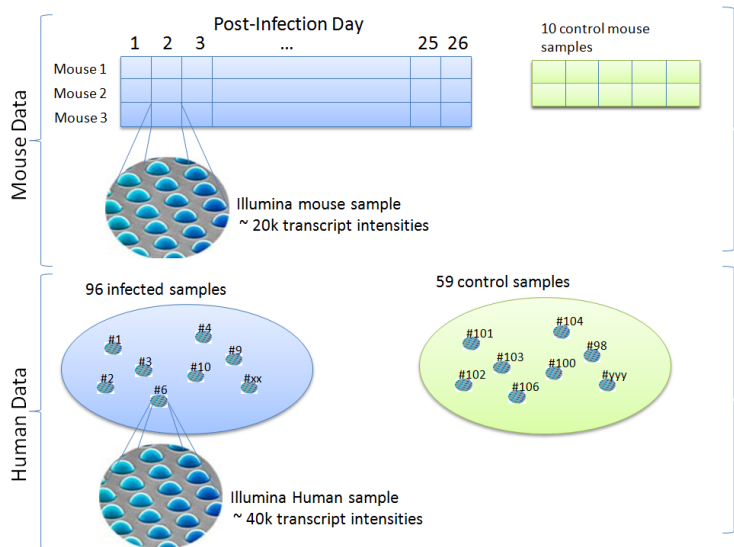 Post-Infection Day
1 2 3 ... 25 26
Mouse 1
Mouse 2
Mouse 3
10 control mouse
samples
Mouse Data
Illumina mouse sample
~ 20k transcript intensities
96 infected samples
59 control samples
#1
#4
#9
#3
#10
#2
#6
#xx
#101
#104
#98
#103
#100
#102
#106
#yyy
Human Data
Illumina Human sample
~ 40k transcript intensities